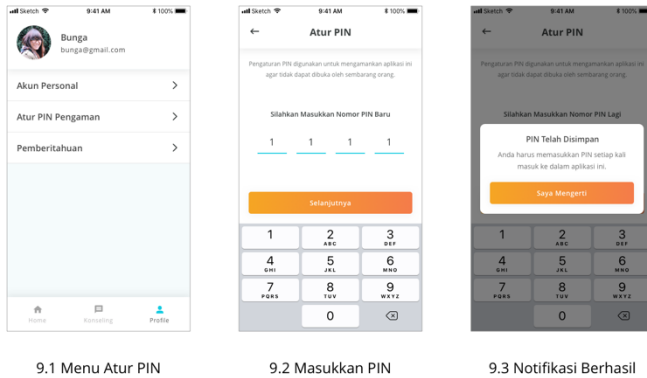 Sketch 9:41 AM 100%
Bunga
bunga@gmail.com
Akun Personal
Atur PIN Pengaman
Pemberitahuan
Home Konseling Profile
9.1 Menu Atur PIN
Sketch 9:41 AM 100%
Atur PIN
Pengaturan PIN digunakan untuk mengamankan aplikasi ini
agar tidak dapat dibuka oleh sembarang orang.
Silahkan Masukkan Nomor PIN Baru
1 1 1 1
Selanjutnya
1 2 3
ABC DEF
4 5 6
GHI JKL MNO
7 8 9
PQRS TUV WXYZ
0
9.2 Masukkan PIN
Sketch 9:41 AM 100%
Atur PIN
Pengaturan PIN digunakan untuk mengamankan aplikasi ini
agar tidak dapat dibuka oleh sembarang orang.
Silahkan Masukkan Nomor PIN Lagi
PIN Telah Disimpan
Anda harus memasukkan PIN setiap kali
masuk ke dalam aplikasi ini.
Saya Mengerti
1 2 3
ABC DEF
4 5 6
GHI JKL MNO
7 8 9
PQRS TUV WXYZ
0
9.3 Notifikasi Berhasil